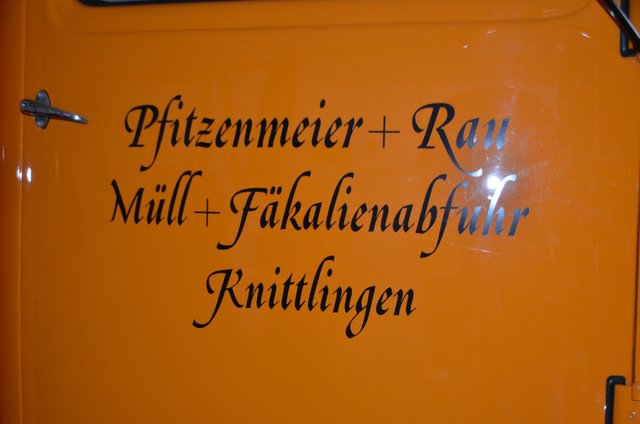 Pfitzenmeier + Rau
Müll + Fäkalienabfuhr
Knittlingen